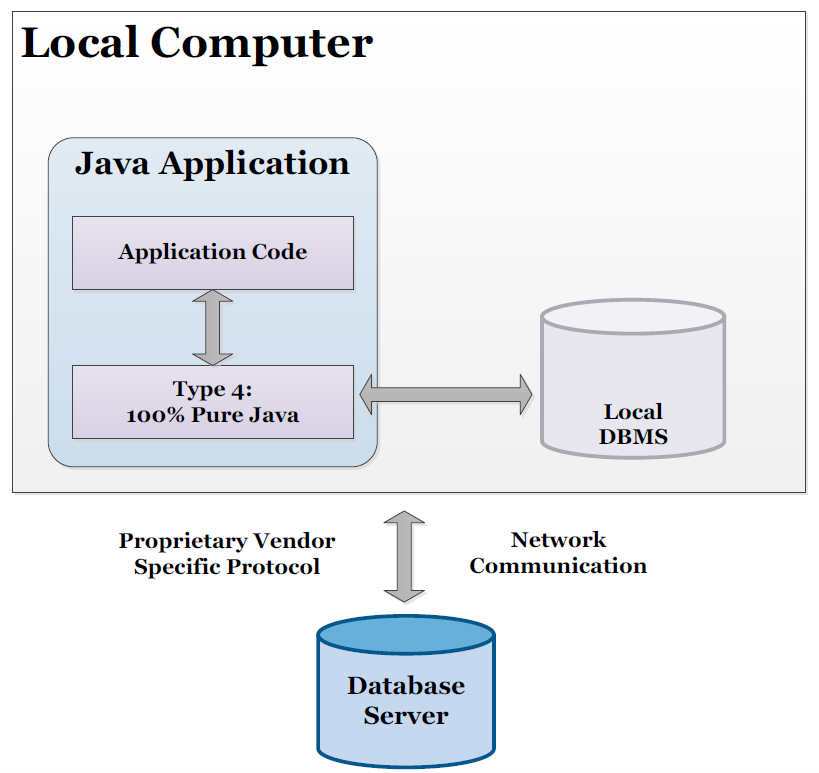 Local Computer
Java Application
Application Code
Type 4:
100% Pure Java
Local
DBMS
Proprietary Vendor
Specific Protocol
Network
Communication
Database
Server